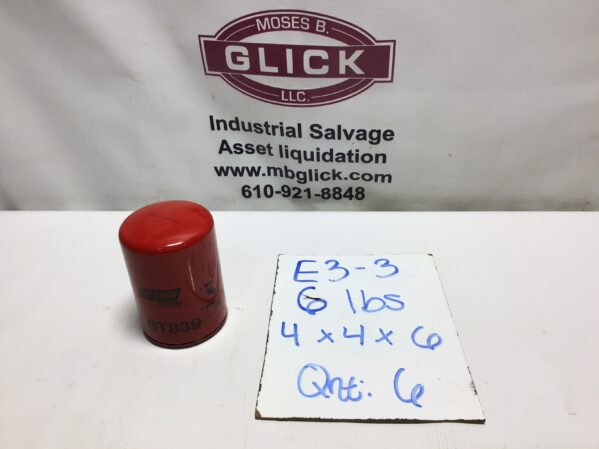 MOSES B.
GLICK
LLC.
Industrial Salvage
Asset liquidation
www.mbglick.com
610-921-8848
BALDWIN
BT839
E3-3
6 lbs
4 x 4 x 6
Qnti. 6